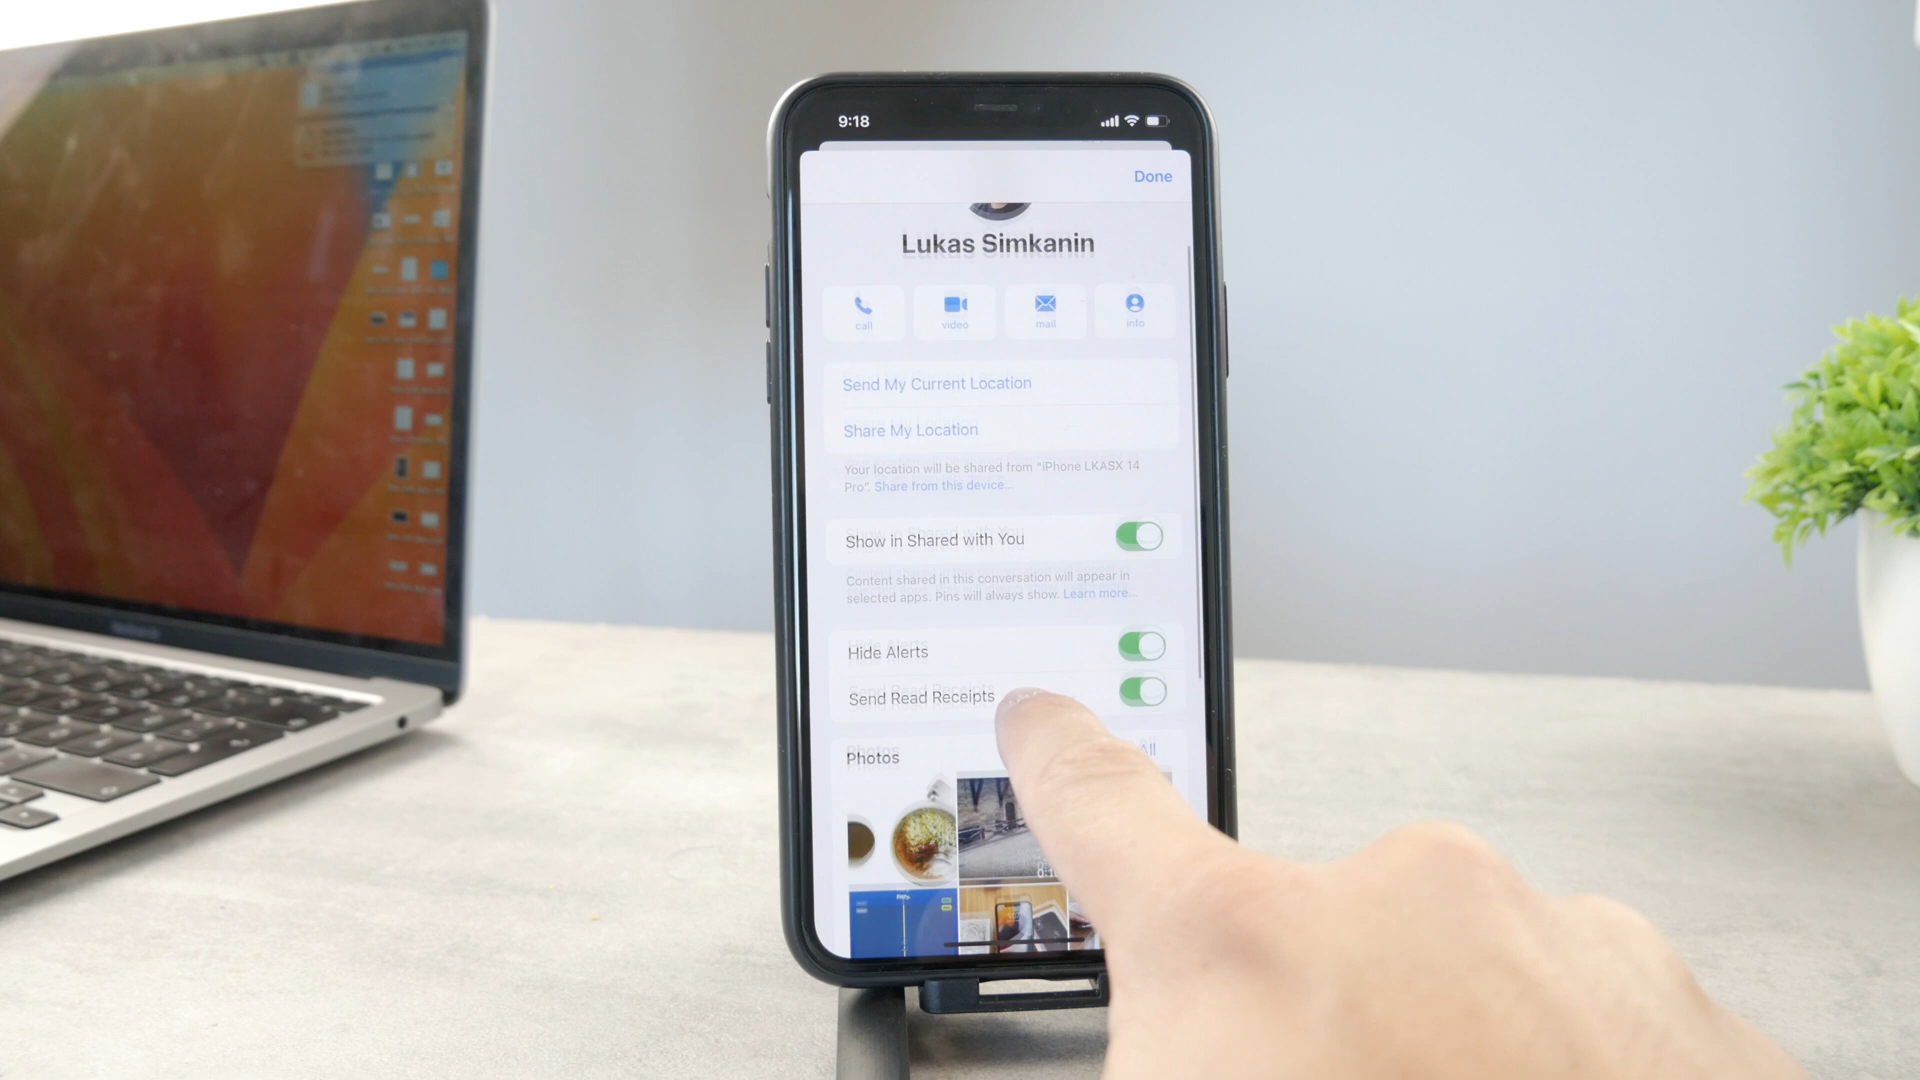 9:18
Done
Lukas Simkanin
call
video
mail
info
Send My Current Location
Share My Location
Your location will be shared from "iPhone LKASX 14
Pro". Share from this device...
Show in Shared with You
Content shared in this conversation will appear in
selected apps. Pins will always show. Learn more...
Hide Alerts
Send Read Receipts
Photos
All